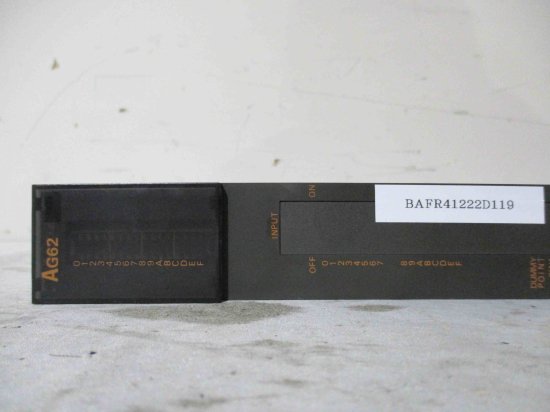 AG62
0 1 2 3 4 5 6 7 8 9 A B C D E F
INPUT
ON
OFF
0 1 2 3 4 5 6 7 8 9 A B C D E F
BAFR41222D119
DUMMY
POINT